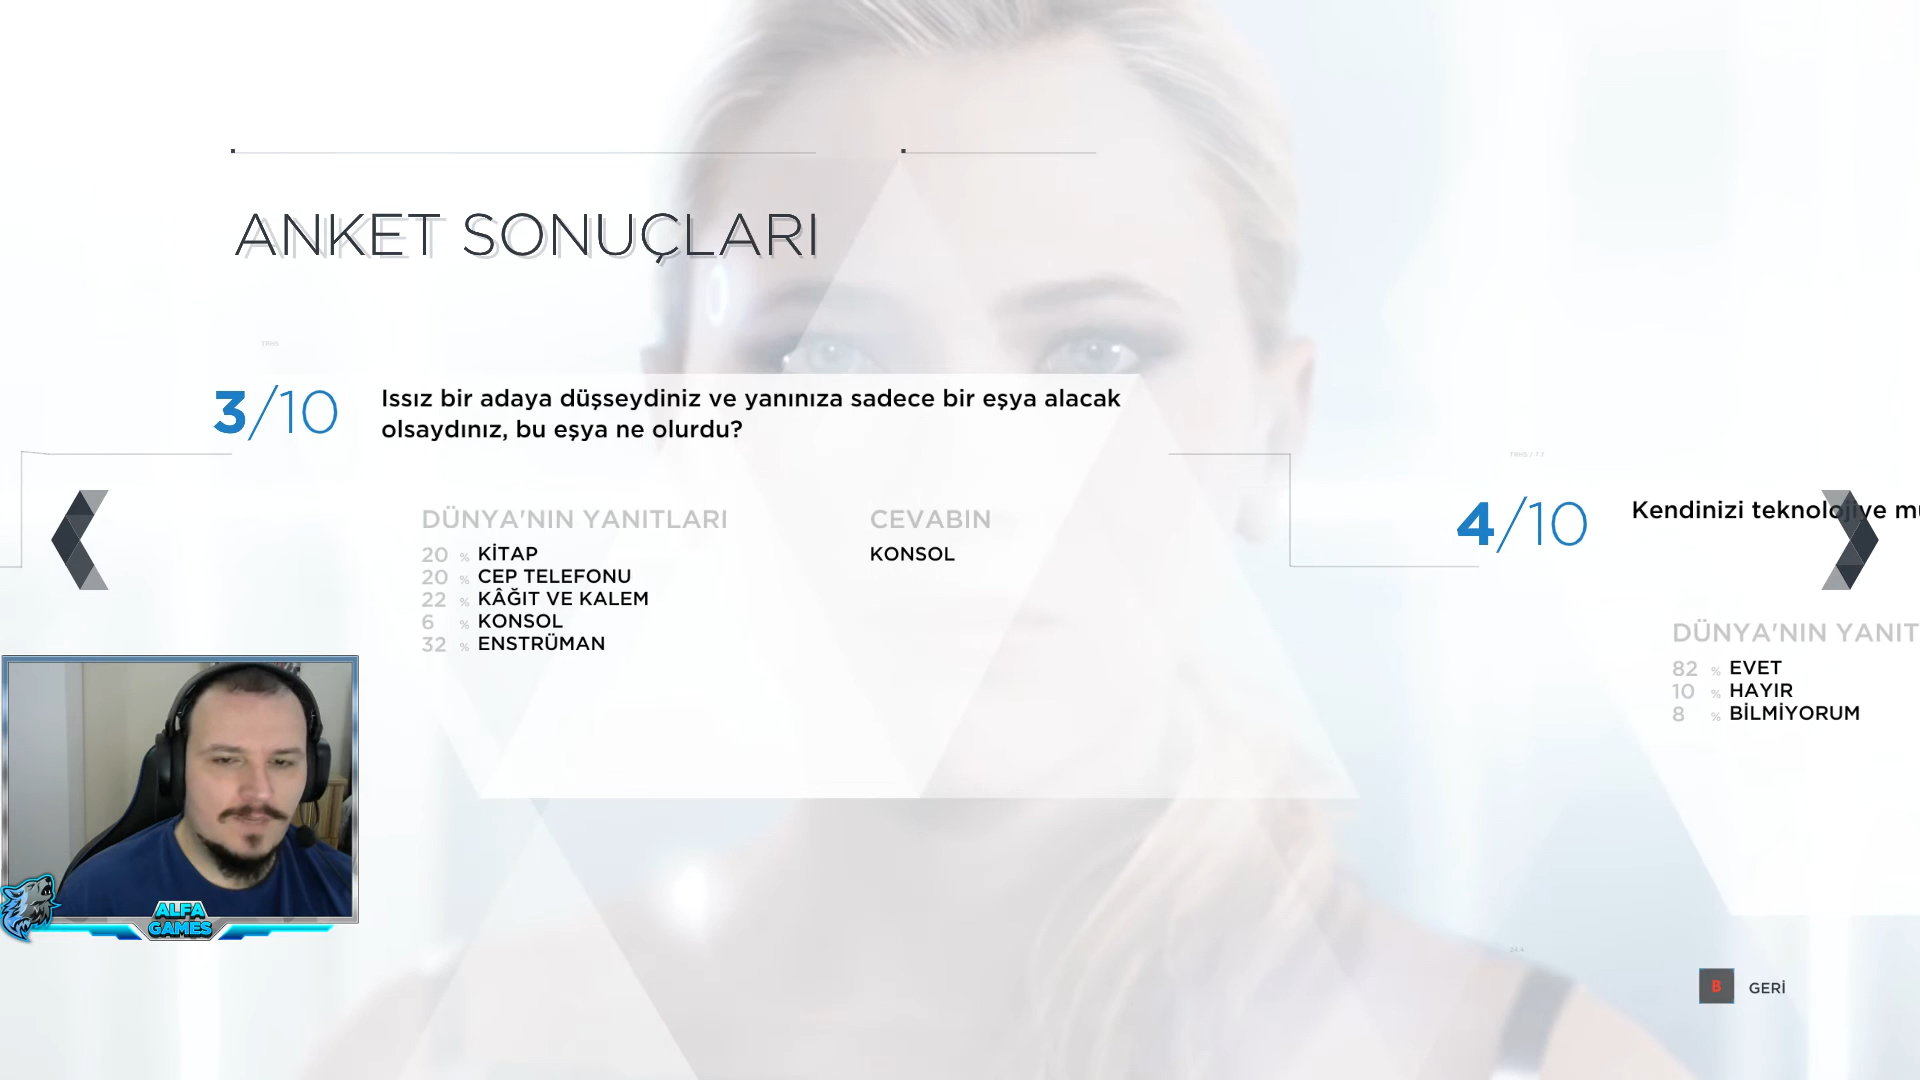 ANKET SONUÇLARI
TRHS
3/10
Issız bir adaya düşseydiniz ve yanınıza sadece bir eşya alacak
olsaydınız, bu eşya ne olurdu?
DÜNYA'NIN YANITLARI
20 % KİTAP
20 % CEP TELEFONU
22 % KÂĞIT VE KALEM
6 % KONSOL
32 % ENSTRÜMAN
CEVABIN
KONSOL
4/10
Kendinizi teknolojiye
DÜNYA'NIN YANIT
82 % EVET
10 % HAYIR
8 % BİLMİYORUM
ALFA
GAMES
B GERİ